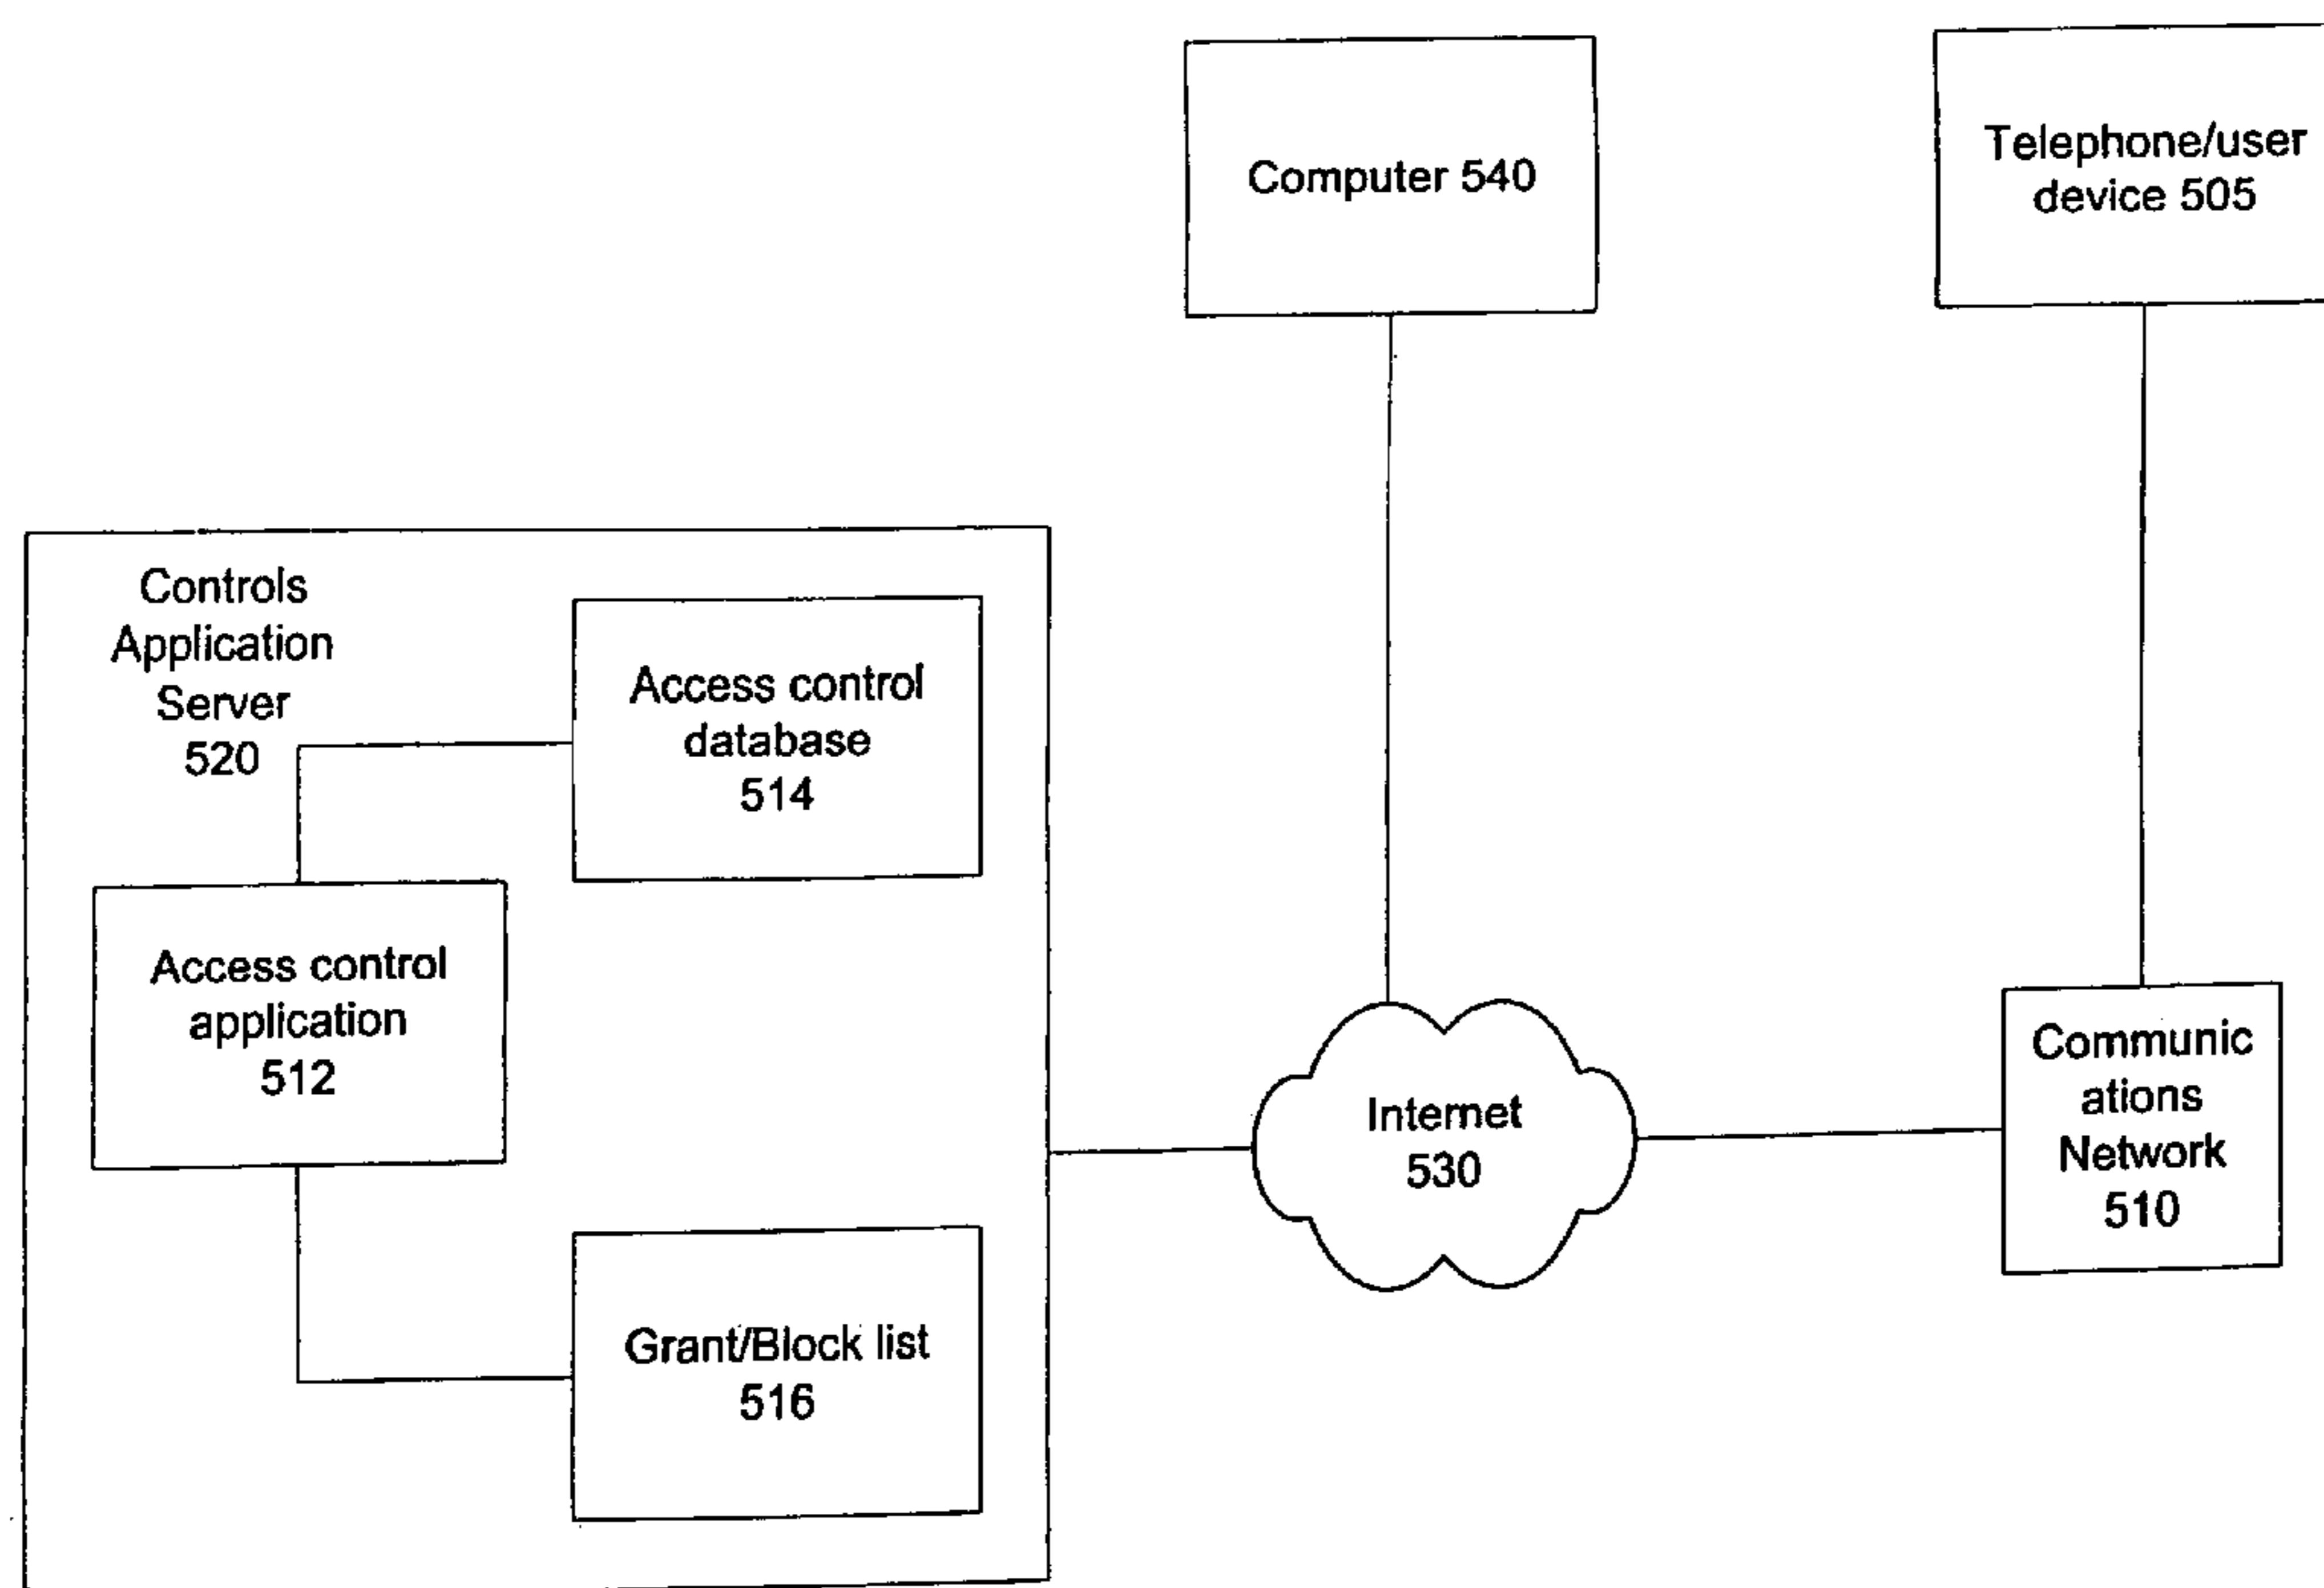 Computer 540
Telephone/user
device 505
Controls
Application
Server
520
Access control
database
514
Access control
application
512
Grant/Block list
516
Internet
530
Communic
ations
Network
510